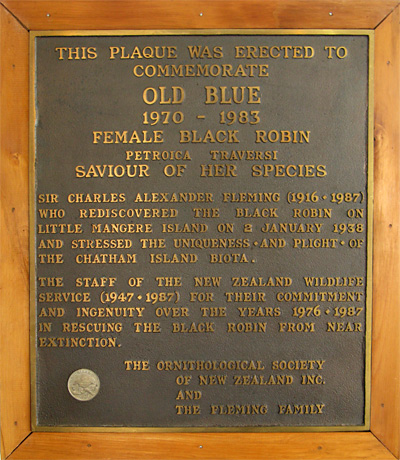 THIS PLAQUE WAS ERECTED TO
COMMEMORATE
OLD BLUE
1970 - 1983
FEMALE BLACK ROBIN
PETROICA TRAVERSI
SAVIOUR OF HER SPECIES
SIR CHARLES ALEXANDER FLEMING (1916 • 1987)
WHO REDISCOVERED THE BLACK ROBIN ON
LITTLE MANGERE ISLAND ON 2 JANUARY 1938
AND STRESSED THE UNIQUENESS • AND PLIGHT • OF
THE CHATHAM ISLAND BIOTA.
THE STAFF OF THE NEW ZEALAND WILDLIFE
SERVICE (1947 • 1987) FOR THEIR COMMITMENT
AND INGENUITY OVER THE YEARS 1976 • 1987
IN RESCUING THE BLACK ROBIN FROM NEAR
EXTINCTION.
THE ORNITHOLOGICAL SOCIETY
OF NEW ZEALAND INC.
AND
THE FLEMING FAMILY